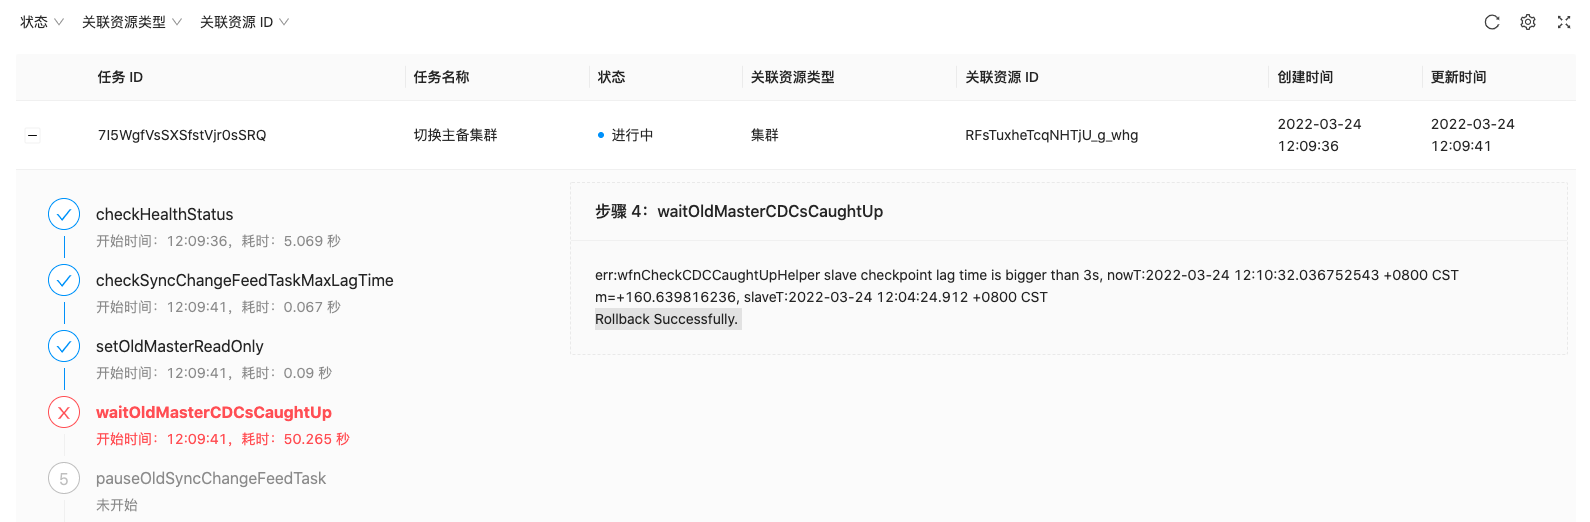 状态 关联资源类型 关联资源 ID
任务 ID 任务名称 状态 关联资源类型 关联资源 ID 创建时间 更新时间
7I5WgfVsSXSfstVjr0sSRQ 切换主备集群 进行中 集群 RFsTuxheTcqNHTjU_g_whg 2022-03-24 12:09:36 2022-03-24 12:09:41
checkHealthStatus
开始时间：12:09:36，耗时：5.069 秒
checkSyncChangeFeedTaskMaxLagTime
开始时间：12:09:41，耗时：0.067 秒
setOldMasterReadOnly
开始时间：12:09:41，耗时：0.09 秒
waitOldMasterCDCsCaughtUp
开始时间：12:09:41，耗时：50.265 秒
5 pauseOldSyncChangeFeedTask
未开始
步骤 4：waitOldMasterCDCsCaughtUp
err:wfnCheckCDCCaughtUpHelper slave checkpoint lag time is bigger than 3s, nowT:2022-03-24 12:10:32.036752543 +0800 CST
m=+160.639816236, slaveT:2022-03-24 12:04:24.912 +0800 CST
Rollback Successfully.